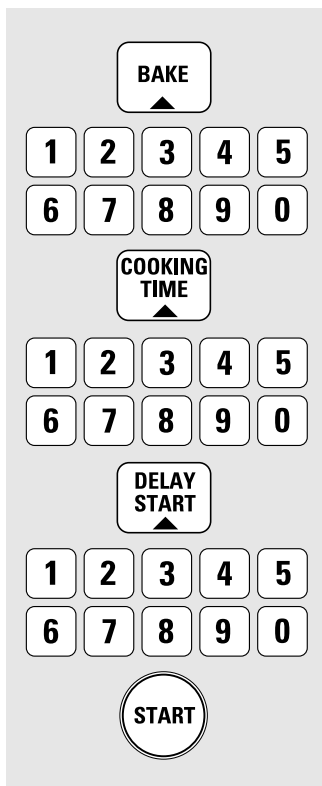 BAKE
1 2 3 4 5
6 7 8 9 0
COOKING
TIME
1 2 3 4 5
6 7 8 9 0
DELAY
START
1 2 3 4 5
6 7 8 9 0
START